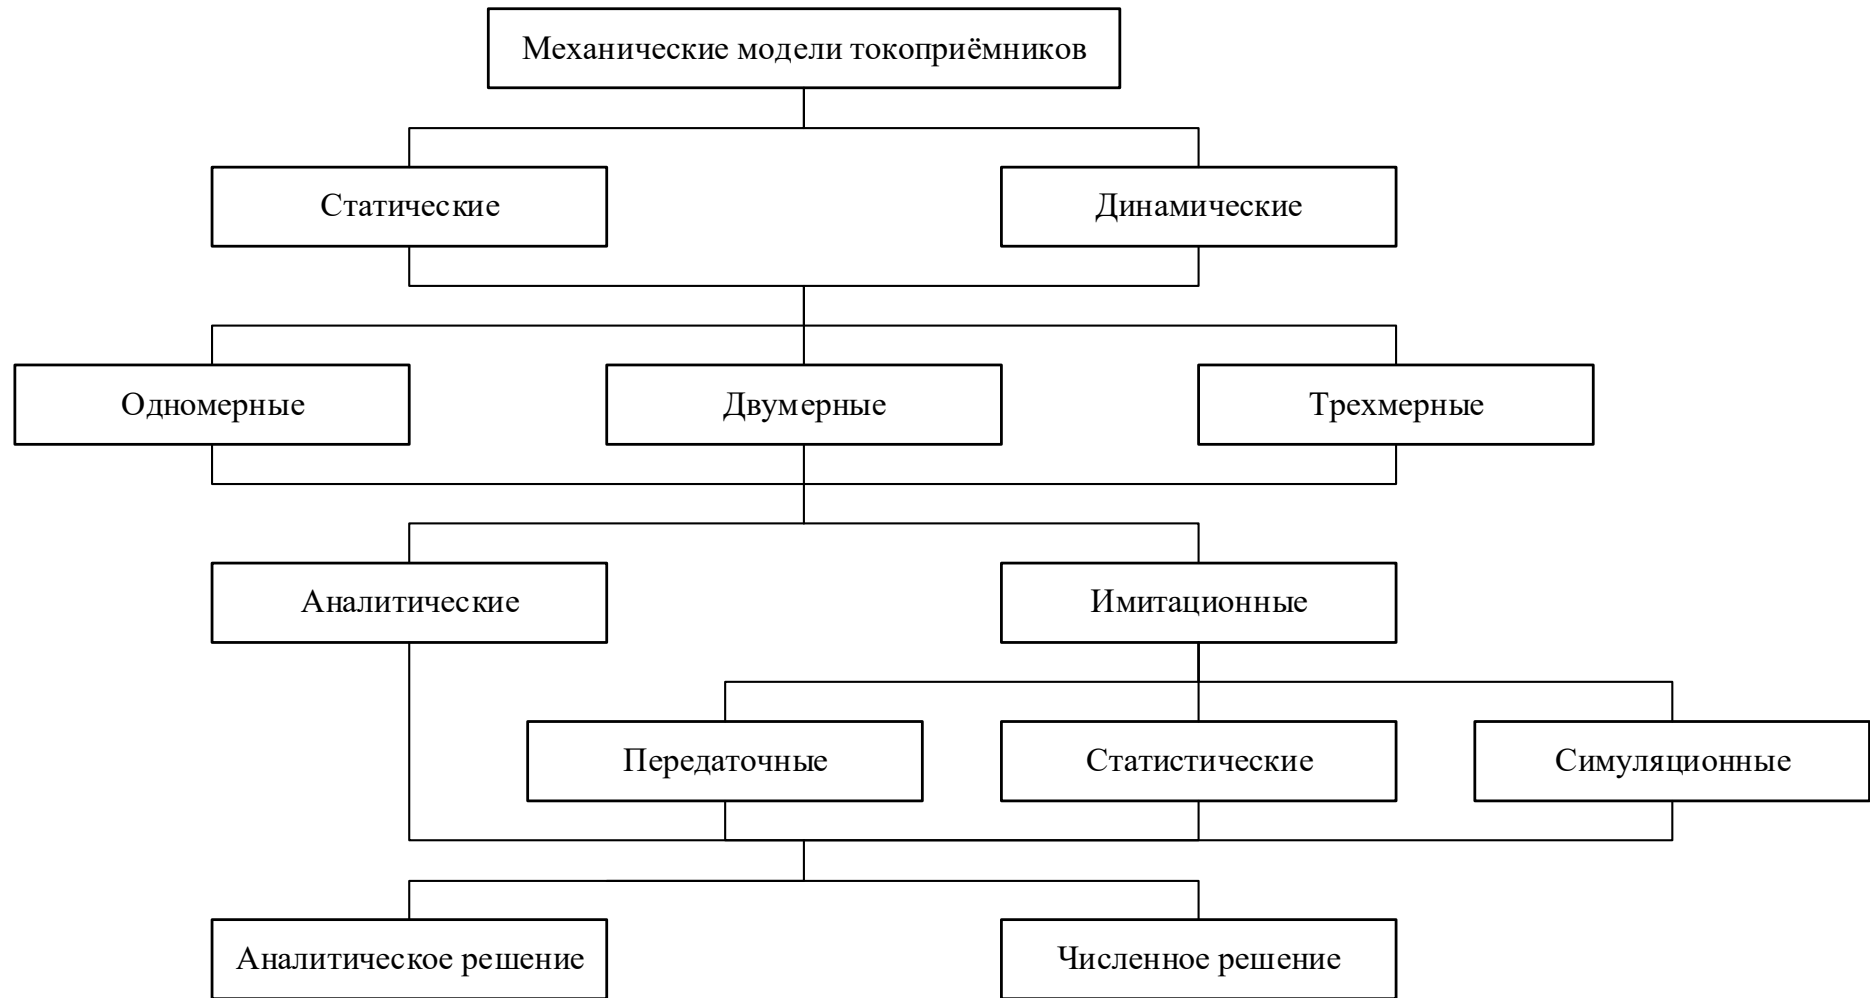 Механические модели токоприёмников
Статические
Динамические
Одномерные
Двумерные
Трехмерные
Аналитические
Имитационные
Передаточные
Статистические
Симуляционные
Аналитическое решение
Численное решение